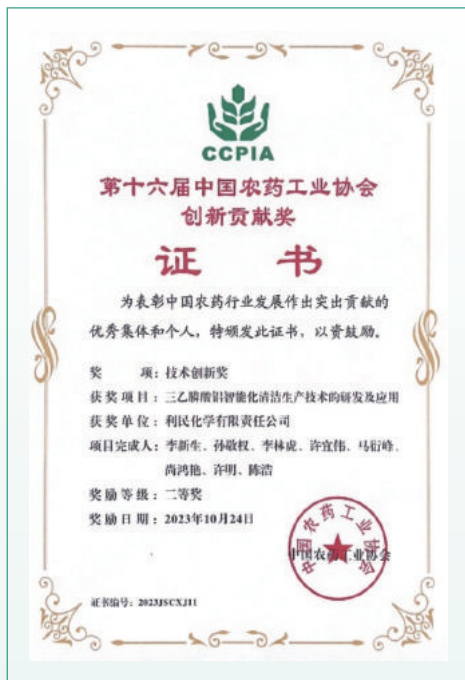 CCPIA
第十六届中国农药工业协会
创新贡献奖
证 书
为表彰中国农药行业发展作出突出贡献的
优秀集体和个人，特颁发此证书，以资鼓励。
奖 项：技术创新奖
获奖项目：三乙膦酸铝智能化清洁生产技术的研发及应用
获奖单位：利民化学有限责任公司
项目完成人：李新生、孙敬权、李林虎、许宜伟、马衍峰、
尚鸿艳、许明、陈浩
奖励等级：二等奖
奖励日期：2023年10月24日
中国农药工业协会
中国农药工业协会
证书编号：2023JSCXJ11